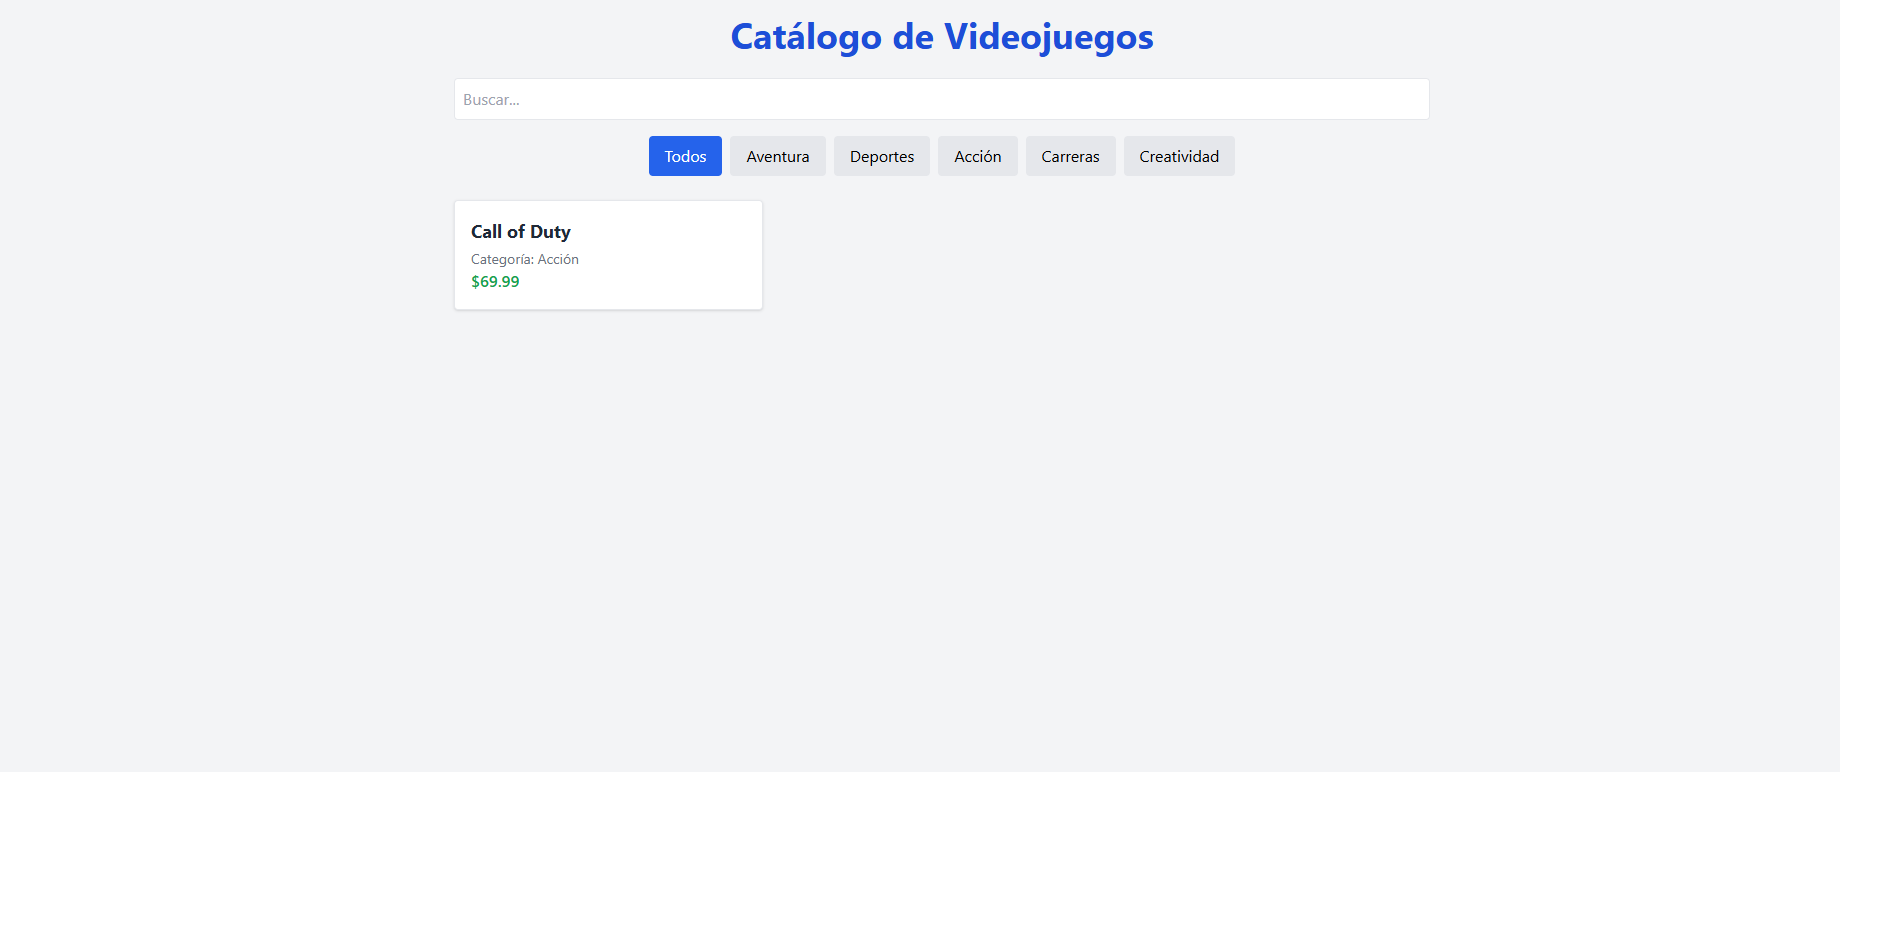 Catálogo de Videojuegos
Buscar...
Todos Aventura Deportes Acción Carreras Creatividad
Call of Duty
Categoría: Acción
$69.99